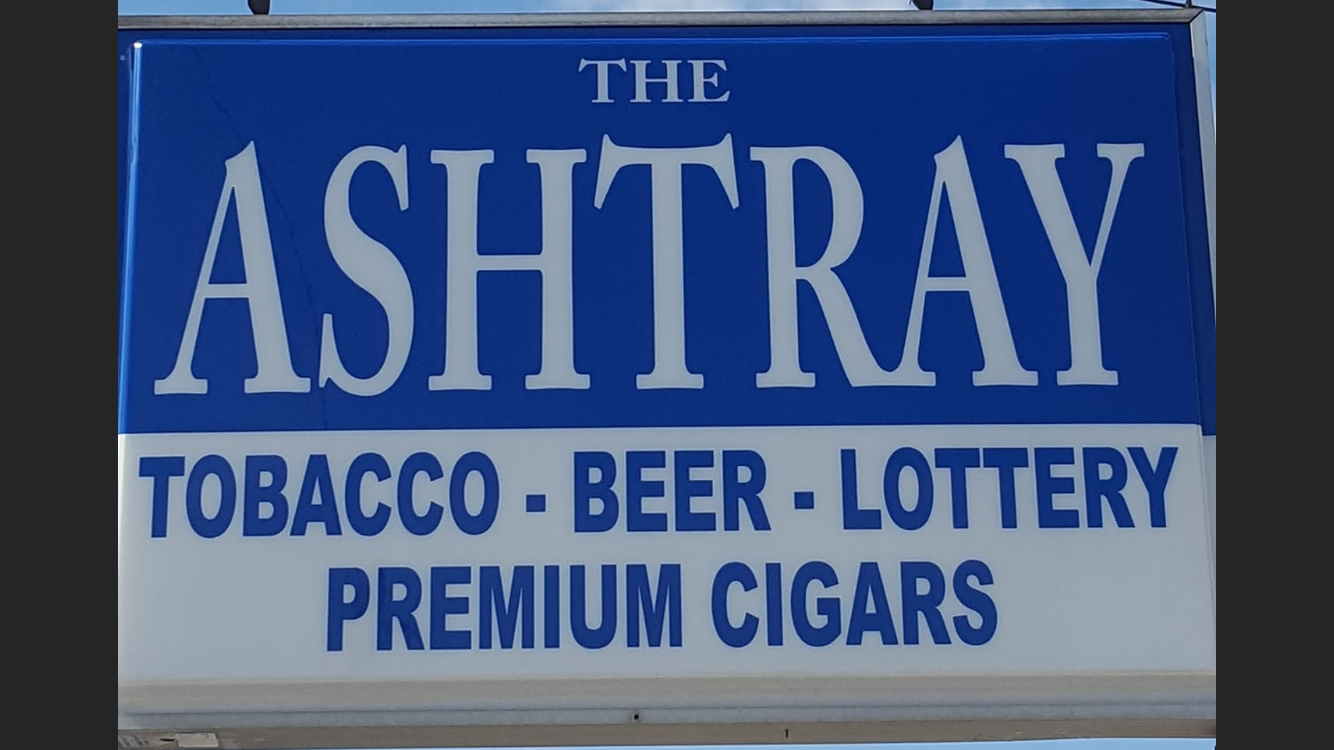 THE
ASHTRAY
TOBACCO - BEER - LOTTERY
PREMIUM CIGARS